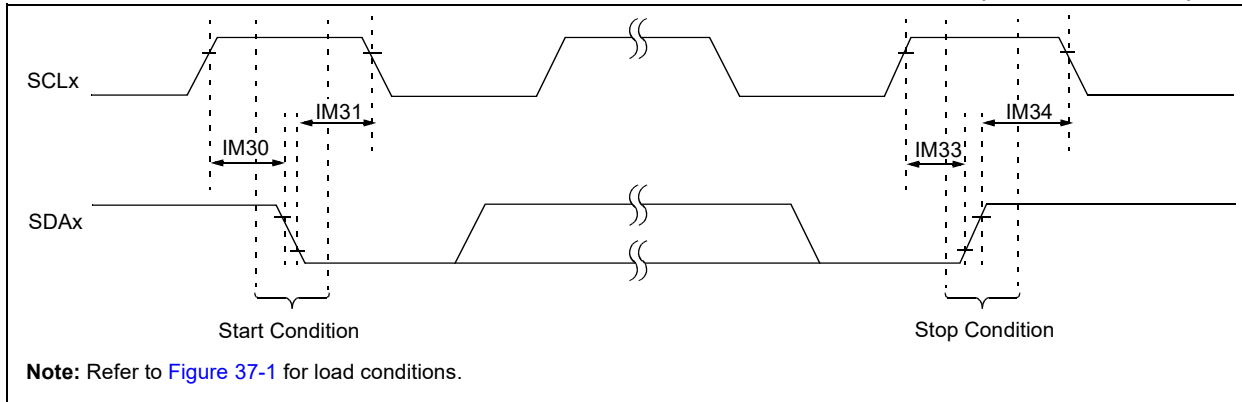 SCLx
IM31
IM34
IM30
IM33
SDAx
Start Condition
Stop Condition
Note: Refer to Figure 37-1 for load conditions.